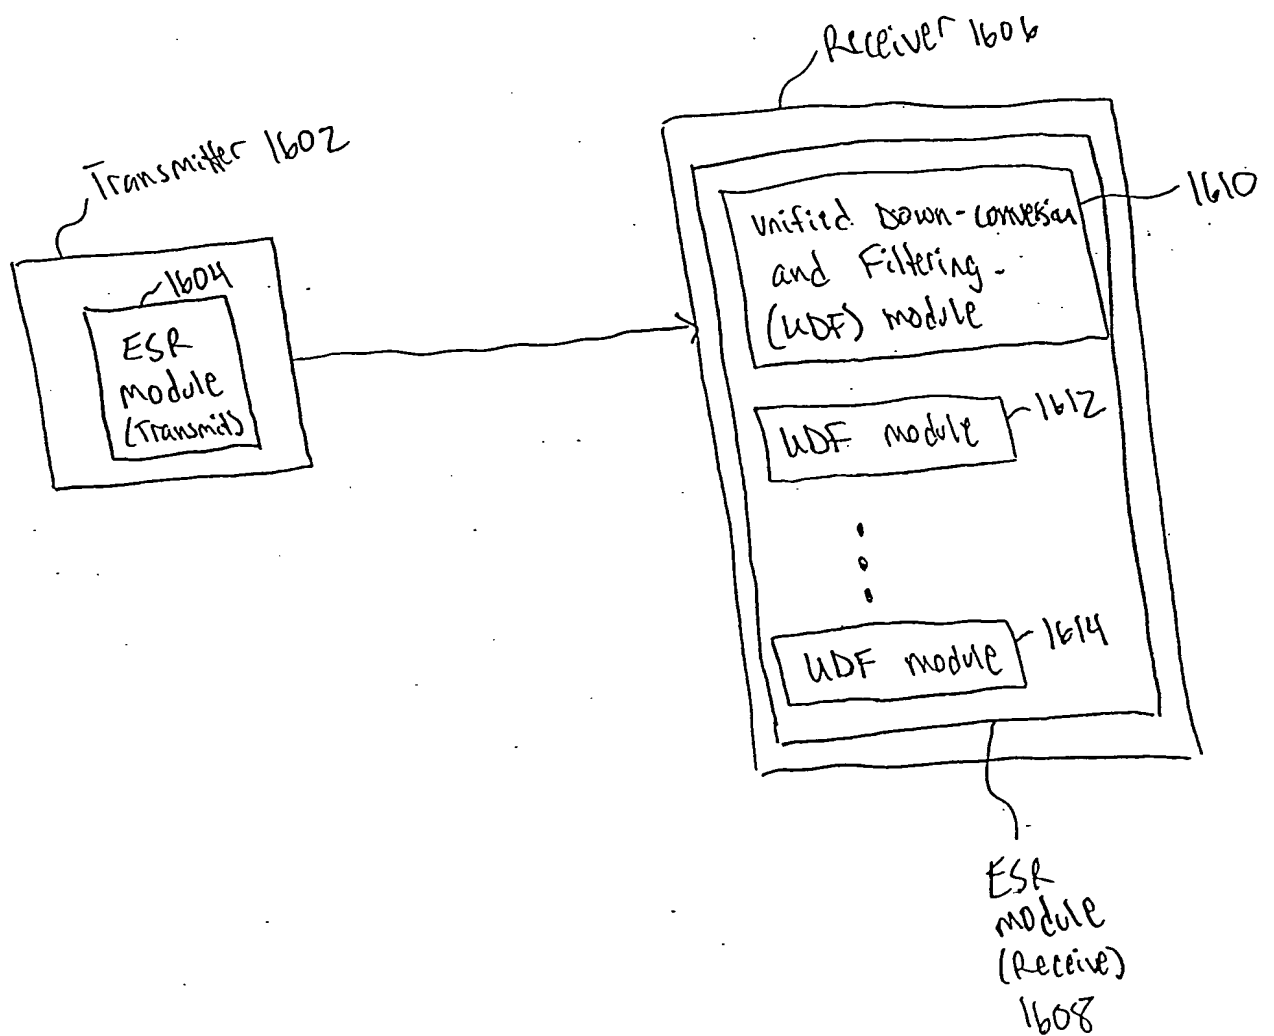 Transmitter 1602
1604
ESR
module
(Transmit)
Receiver 1606
1610
Unified Down-conversion
and Filtering
(UDF) module
1612
UDF module
1614
UDF module
ESR
module
(Receive)
1608